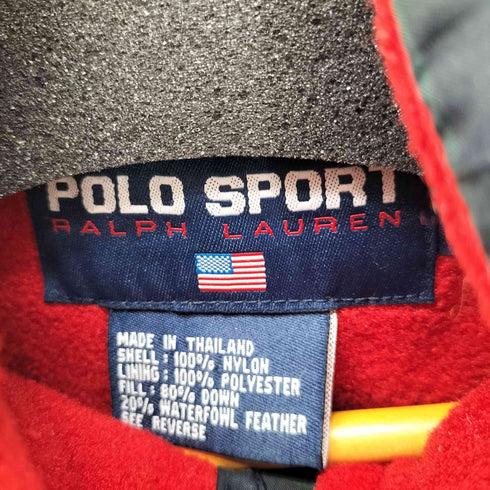 POLO SPORT
RALPH LAUREN
MADE IN THAILAND
SHELL: 100% NYLON
LINING: 100% POLYESTER
FILL: 80% DOWN
20% WATERFOWL FEATHER
SEE REVERSE